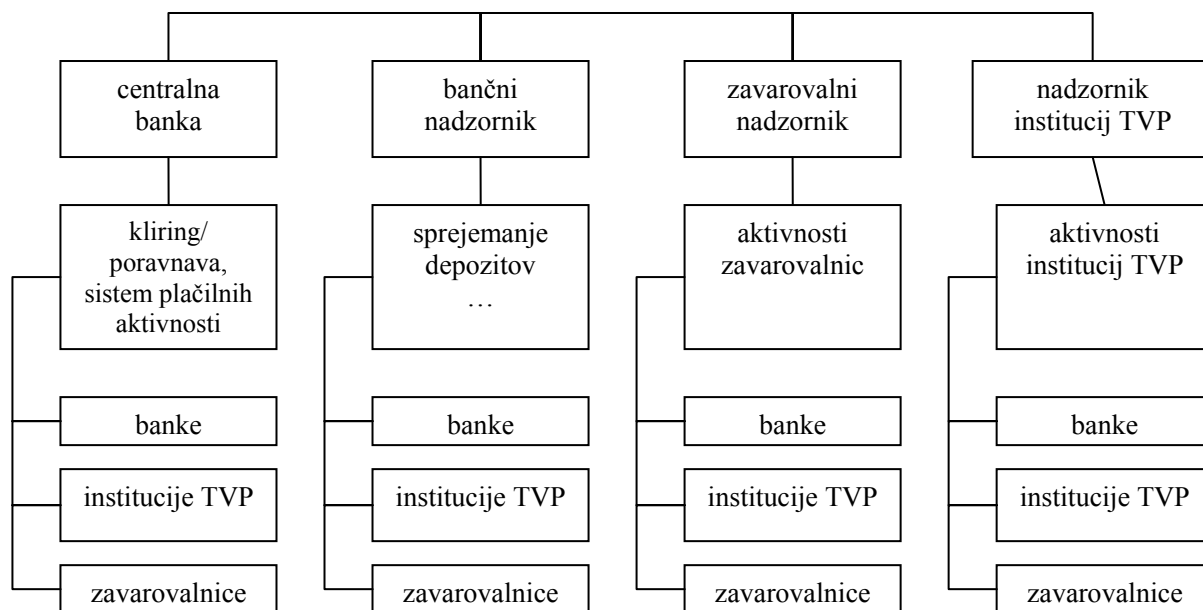 centralna
banka
bančni
nadzornik
zavarovalni
nadzornik
nadzornik
institucij TVP
kliring/
poravnava,
sistem plačilnih
aktivnosti
sprejemanje
depozitov
…
aktivnosti
zavarovalnic
aktivnosti
institucij TVP
banke
banke
banke
banke
institucije TVP
institucije TVP
institucije TVP
institucije TVP
zavarovalnice
zavarovalnice
zavarovalnice
zavarovalnice